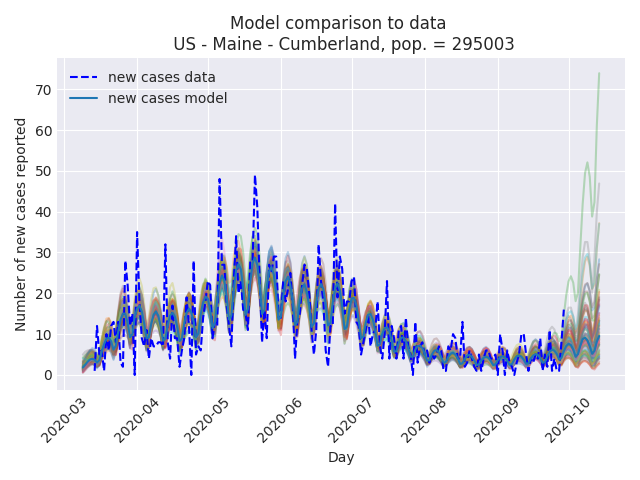 Model comparison to data
US - Maine - Cumberland, pop. = 295003
new cases data
new cases model
Number of new cases reported
70
60
50
40
30
20
10
0
2020-03
2020-04
2020-05
2020-06
2020-07
2020-08
2020-09
2020-10
Day